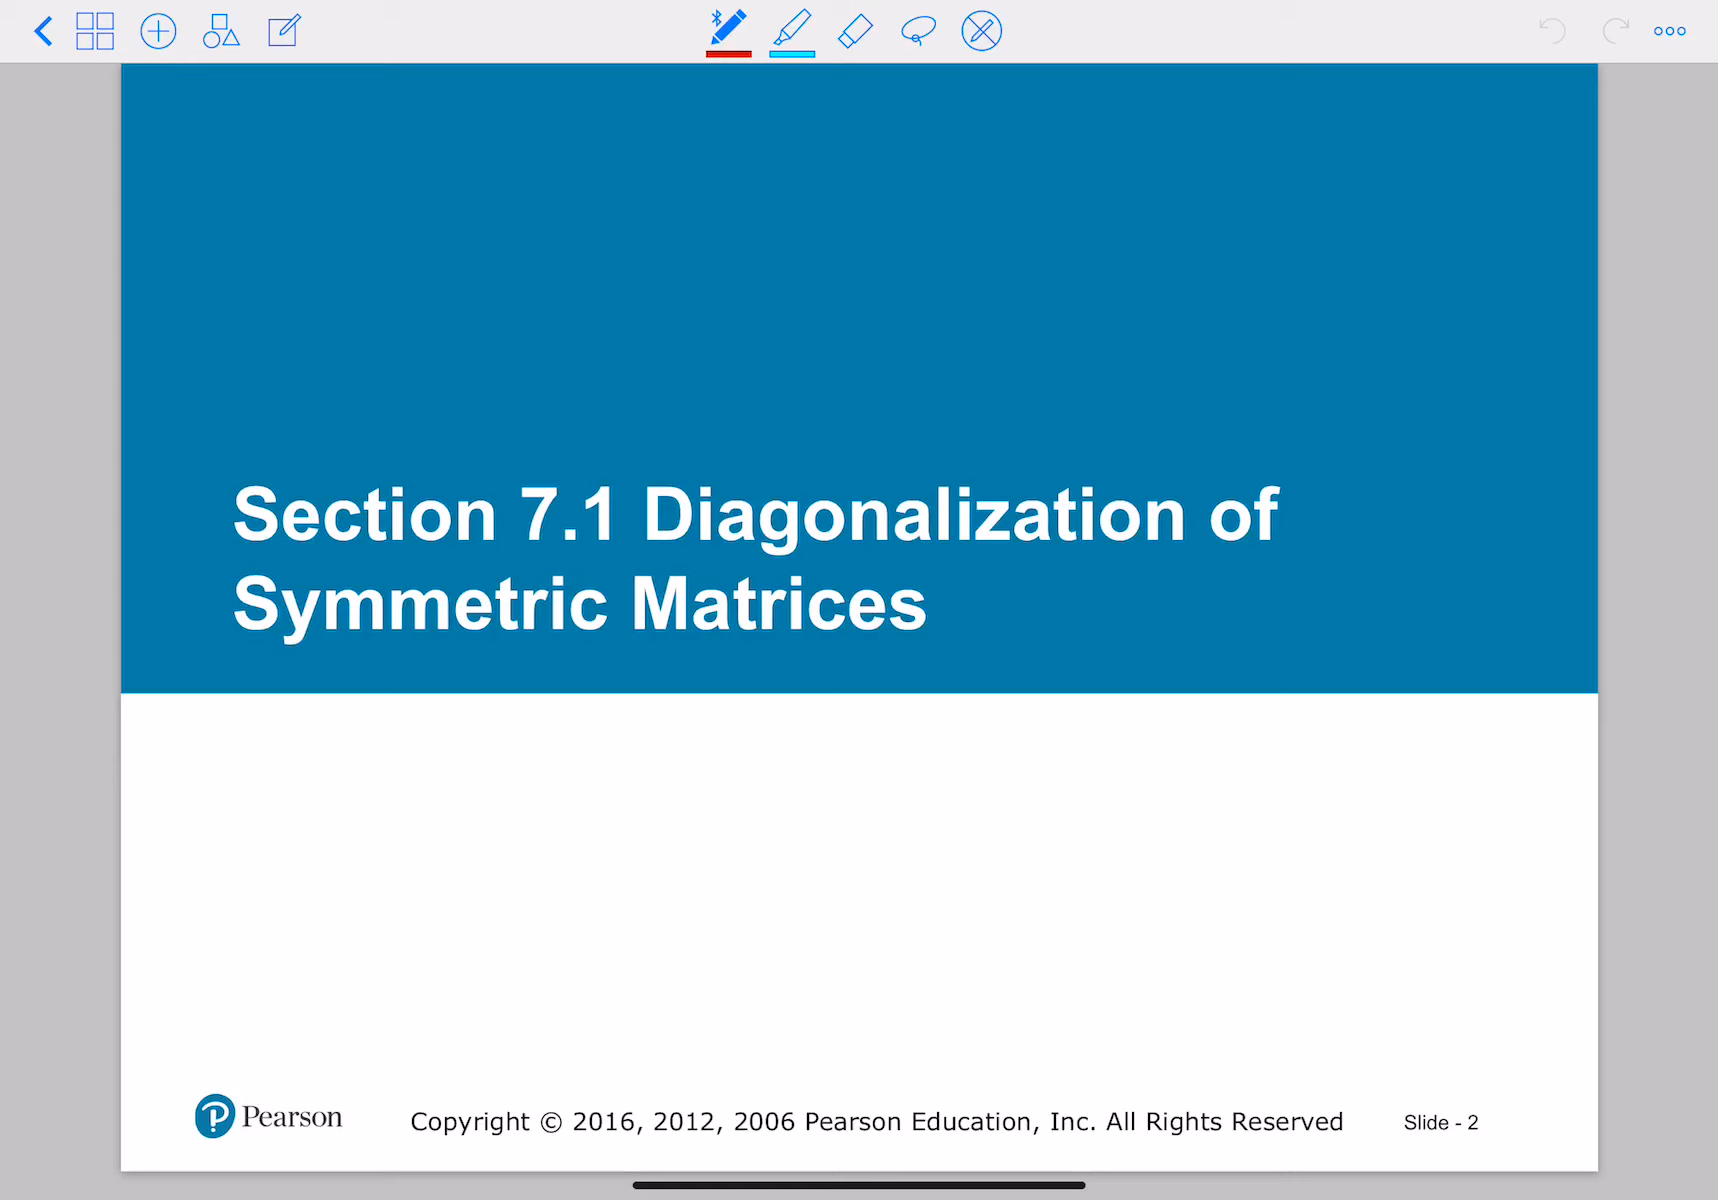 Section 7.1 Diagonalization of
Symmetric Matrices
Pearson
Copyright © 2016, 2012, 2006 Pearson Education, Inc. All Rights Reserved
Slide - 2